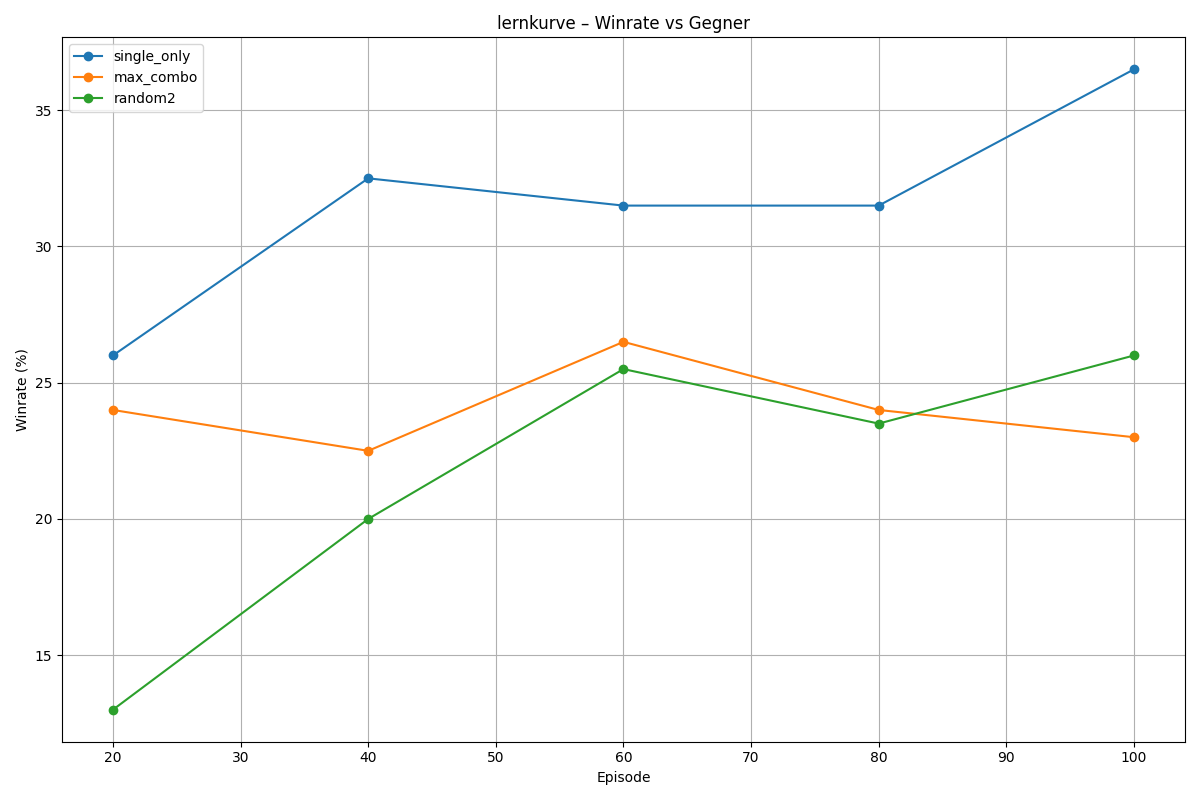 lernkurve – Winrate vs Gegner
single_only
max_combo
random2
Winrate (%)
35
30
25
20
15
20 30 40 50 60 70 80 90 100
Episode